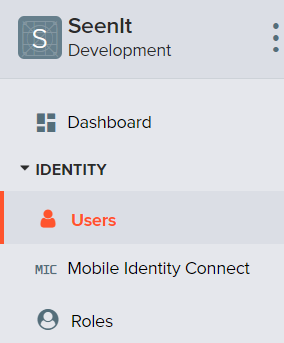 S
SeenIt
Development
Dashboard
IDENTITY
Users
MIC Mobile Identity Connect
Roles